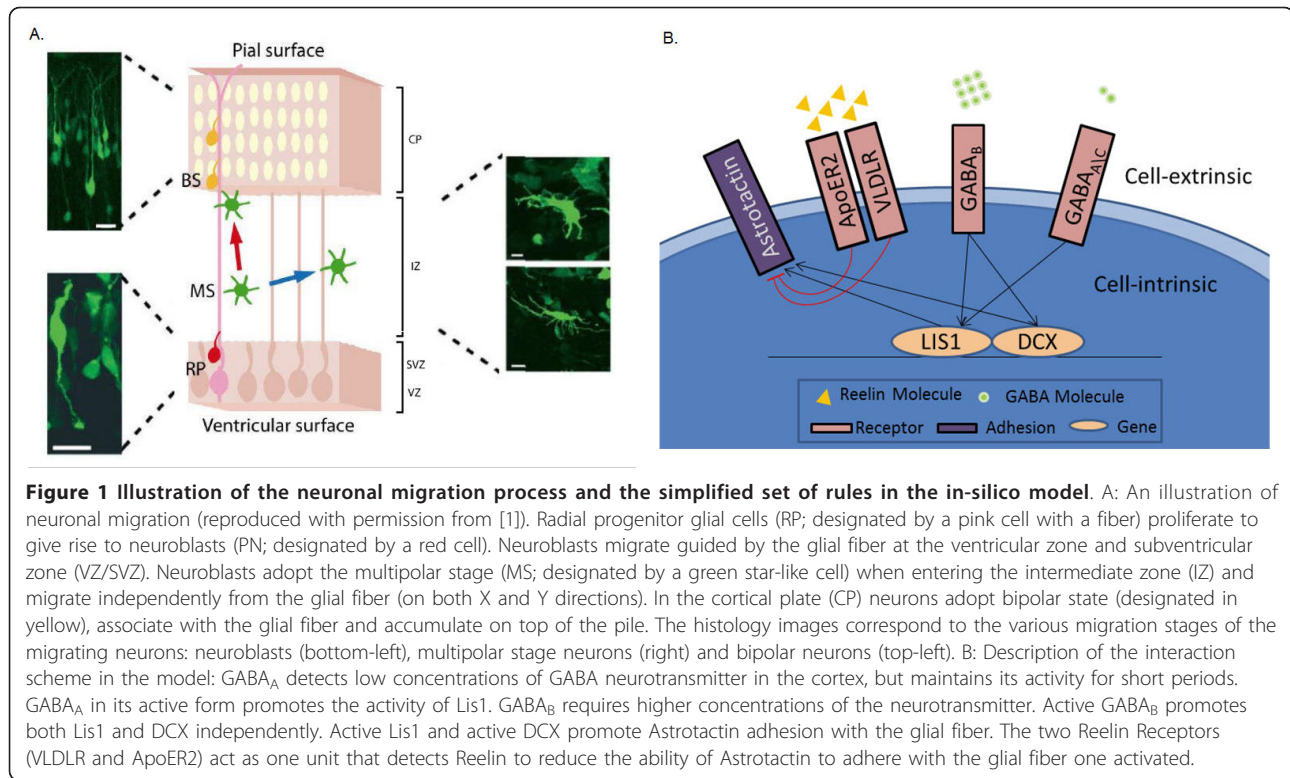 A.
Pial surface
CP
BS
IZ
MS
RP
SVZ
VZ
Ventricular surface
B.
Astrotactin
ApoER2
VLDLR
GABAB
GABAA\C
Cell-extrinsic
Cell-intrinsic
LIS1
DCX
Reelin Molecule
GABA Molecule
Receptor
Adhesion
Gene
Figure 1 Illustration of the neuronal migration process and the simplified set of rules in the in-silico model. A: An illustration of
neuronal migration (reproduced with permission from [1]). Radial progenitor glial cells (RP; designated by a pink cell with a fiber) proliferate to
give rise to neuroblasts (PN; designated by a red cell). Neuroblasts migrate guided by the glial fiber at the ventricular zone and subventricular
zone (VZ/SVZ). Neuroblasts adopt the multipolar stage (MS; designated by a green star-like cell) when entering the intermediate zone (IZ) and
migrate independently from the glial fiber (on both X and Y directions). In the cortical plate (CP) neurons adopt bipolar state (designated in
yellow), associate with the glial fiber and accumulate on top of the pile. The histology images correspond to the various migration stages of the
migrating neurons: neuroblasts (bottom-left), multipolar stage neurons (right) and bipolar neurons (top-left). B: Description of the interaction
scheme in the model: GABAA detects low concentrations of GABA neurotransmitter in the cortex, but maintains its activity for short periods.
GABAA in its active form promotes the activity of Lis1. GABAB requires higher concentrations of the neurotransmitter. Active GABAB promotes
both Lis1 and DCX independently. Active Lis1 and active DCX promote Astrotactin adhesion with the glial fiber. The two Reelin Receptors
(VLDLR and ApoER2) act as one unit that detects Reelin to reduce the ability of Astrotactin to adhere with the glial fiber one activated.